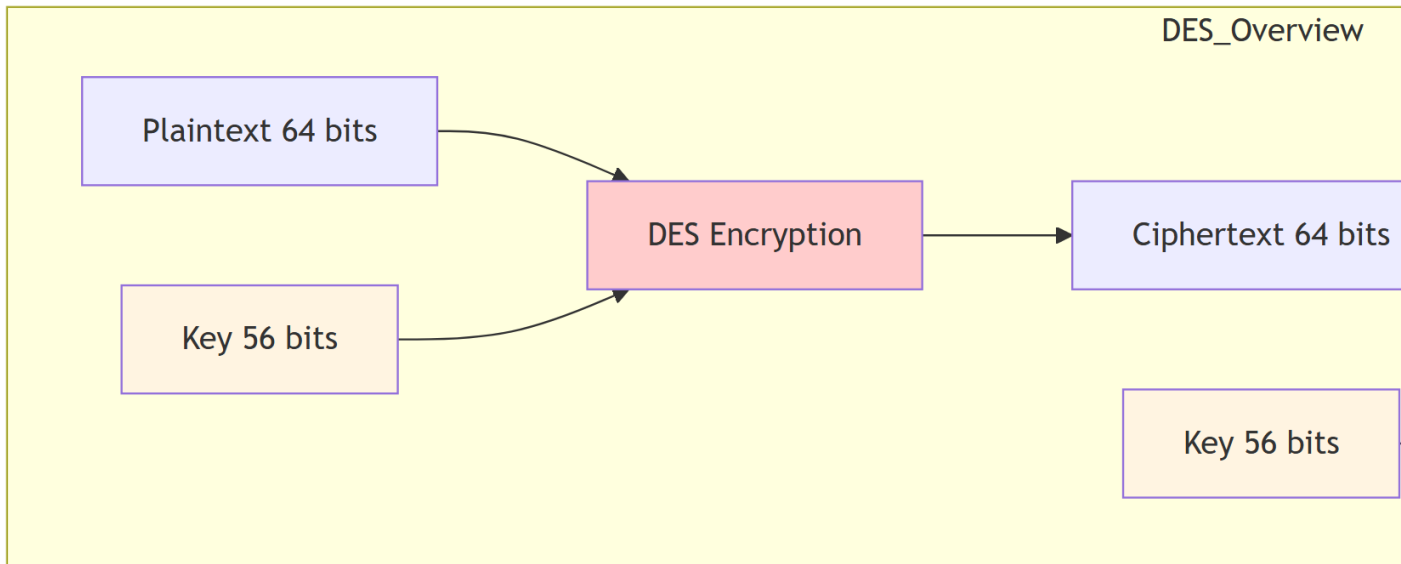 DES_Overview
Plaintext 64 bits
DES Encryption
Ciphertext 64 bits
Key 56 bits
Key 56 bits